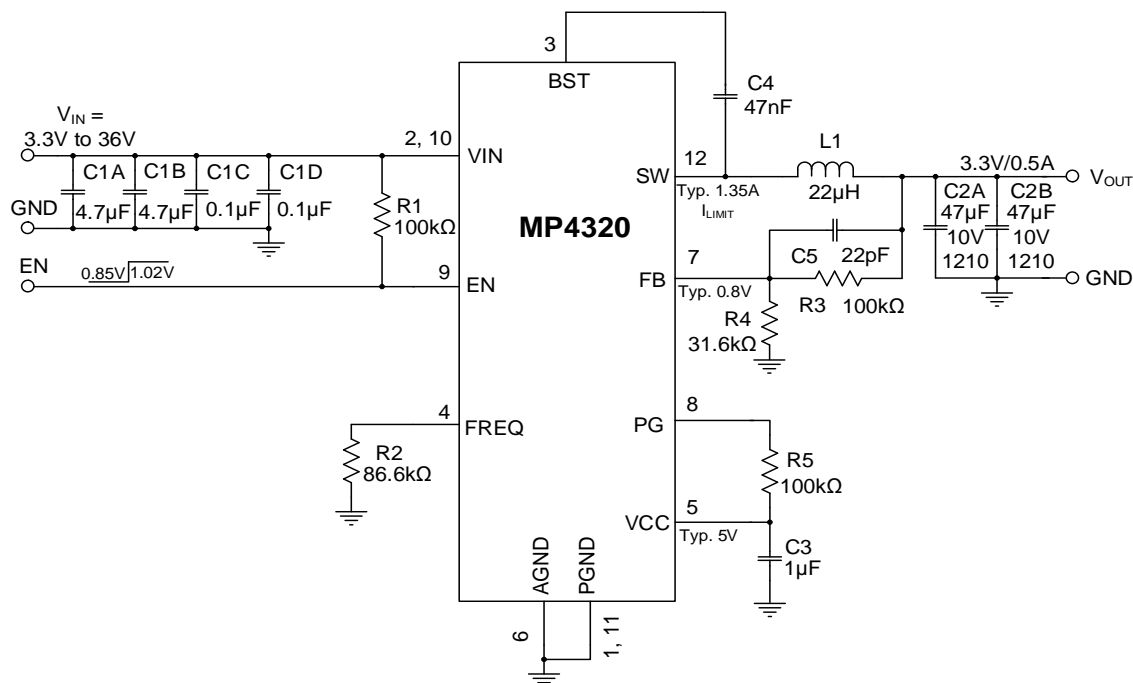 3
BST
C4
47nF
V_IN =
3.3V to 36V
2, 10
VIN
C1A
C1B
C1C
C1D
4.7µF
4.7µF
0.1µF
0.1µF
GND
R1
100kΩ
EN
0.85V
1.02V
9
EN
MP4320
SW
12
Typ. 1.35A
I_LIMIT
L1
22µH
3.3V/0.5A
V_OUT
C2A
47µF
10V
1210
C2B
47µF
10V
1210
GND
FB
7
Typ. 0.8V
C5
22pF
R3
100kΩ
R4
31.6kΩ
4
FREQ
R2
86.6kΩ
PG
8
R5
100kΩ
VCC
5
Typ. 5V
C3
1µF
AGND
PGND
6
1, 11